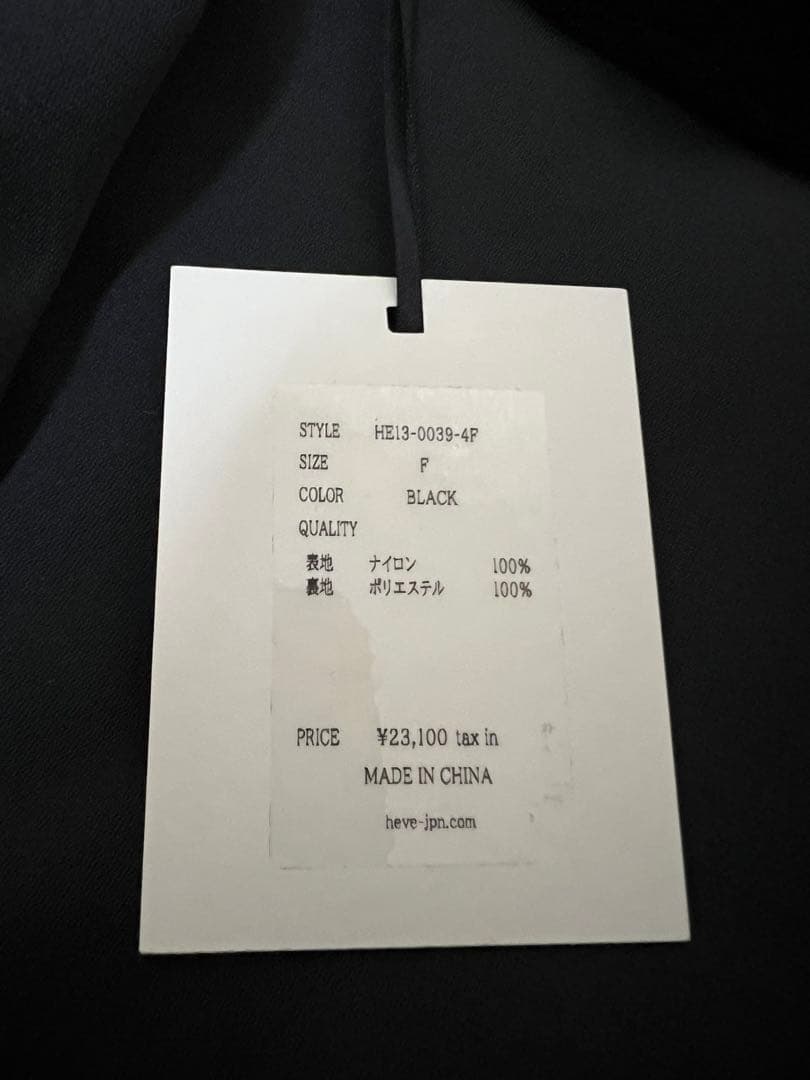 STYLE HE13-0039-4F
SIZE F
COLOR BLACK
QUALITY
表地 ナイロン 100%
裏地 ポリエステル 100%
PRICE ¥23,100 tax in
MADE IN CHINA
heve-jpn.com